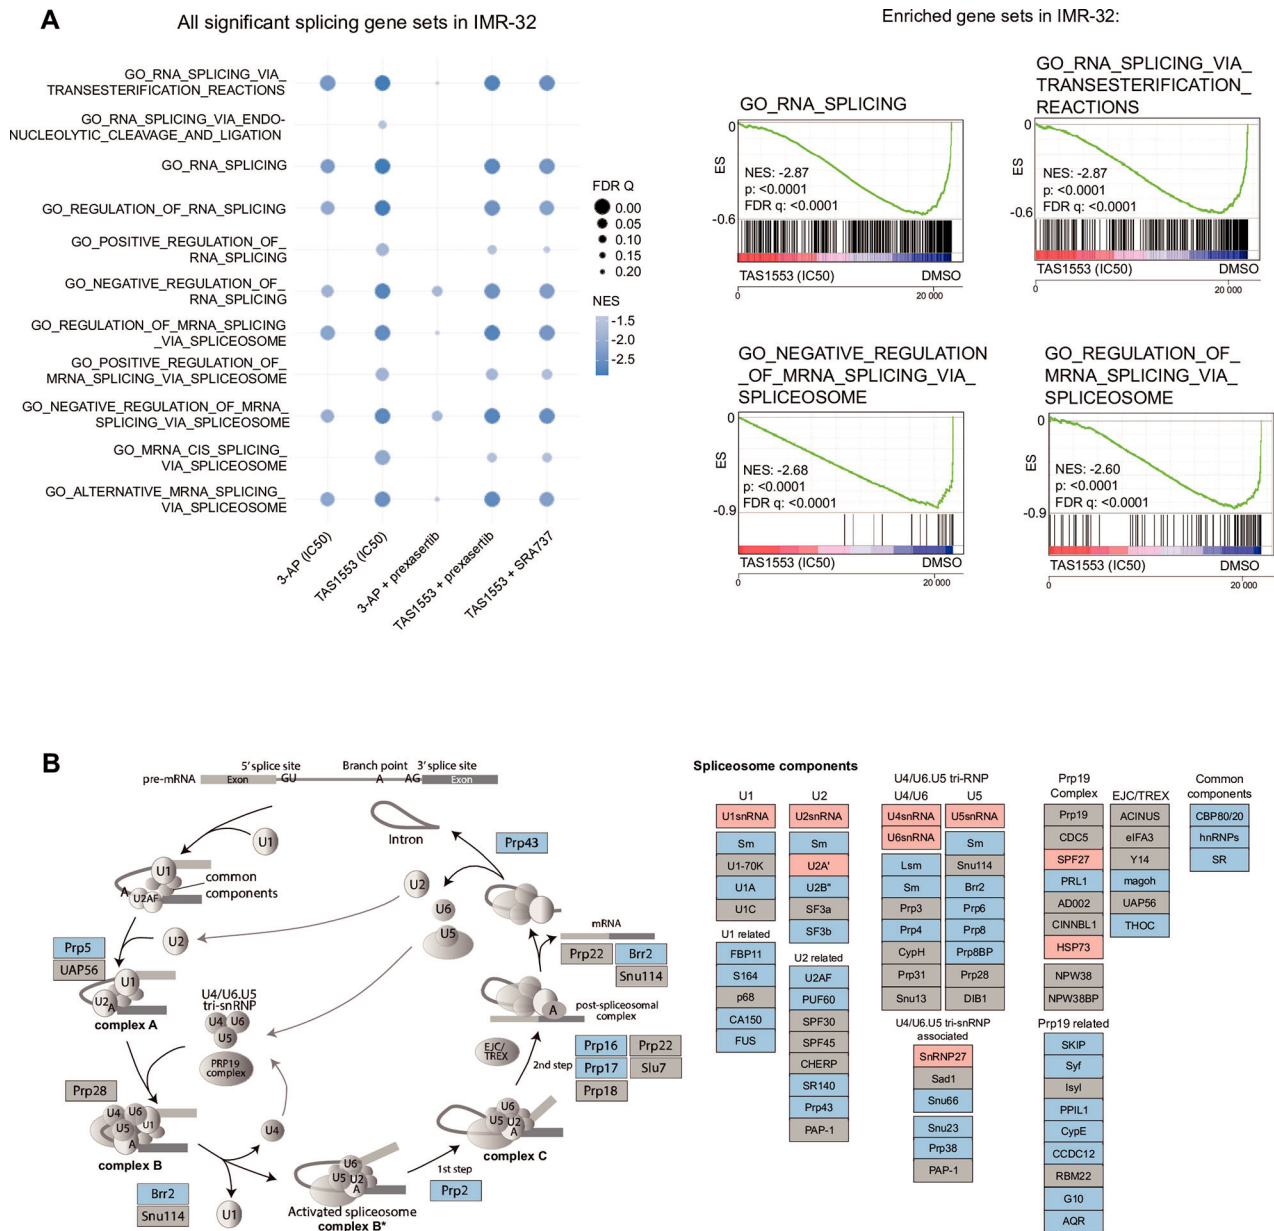 A
All significant splicing gene sets in IMR-32
GO_RNA_SPLICING_VIA_
TRANSESTERIFICATION_REACTIONS
GO_RNA_SPLICING_VIA_ENDO-
NUCLEOLYTIC_CLEAVAGE_AND_LIGATION
GO_RNA_SPLICING
GO_REGULATION_OF_RNA_SPLICING
GO_POSITIVE_REGULATION_OF_
RNA_SPLICING
GO_NEGATIVE_REGULATION_OF_
RNA_SPLICING
GO_REGULATION_OF_MRNA_SPLICING
_VIA_SPLICEOSOME
GO_POSITIVE_REGULATION_OF_
MRNA_SPLICING_VIA_SPLICEOSOME
GO_NEGATIVE_REGULATION_OF_MRNA_
SPLICING_VIA_SPLICEOSOME
GO_MRNA_CIS_SPLICING_
VIA_SPLICEOSOME
GO_ALTERNATIVE_MRNA_SPLICING_
VIA_SPLICEOSOME
3-AP (IC50)
TAS1553 (IC50)
3-AP + prexasertib
TAS1553 + prexasertib
TAS1553 + SRA737
FDR Q
0.00
0.05
0.10
0.15
0.20
NES
-1.5
-2.0
-2.5
Enriched gene sets in IMR-32:
GO_RNA_SPLICING
0
ES
NES: -2.87
p: <0.0001
FDR q: <0.0001
-0.6
TAS1553 (IC50)
DMSO
0
20 000
GO_RNA_SPLICING_VIA_
TRANSESTERIFICATION_
REACTIONS
0
ES
NES: -2.87
p: <0.0001
FDR q: <0.0001
-0.6
TAS1553 (IC50)
DMSO
0
20 000
GO_NEGATIVE_REGULATION
_OF_MRNA_SPLICING_VIA_
SPLICEOSOME
0
ES
NES: -2.68
p: <0.0001
FDR q: <0.0001
-0.9
TAS1553 (IC50)
DMSO
0
20 000
GO_REGULATION_OF_
MRNA_SPLICING_VIA_
SPLICEOSOME
0
ES
NES: -2.60
p: <0.0001
FDR q: <0.0001
-0.9
TAS1553 (IC50)
DMSO
0
20 000
B
5' splice site
Branch point
3' splice site
pre-mRNA
Exon
GU
A
AG
Exon
Intron
Prp43
U1
U1
common
components
A
U2AF
U2
U6
U5
Prp5
UAP56
U2
U1
U2
A
complex A
mRNA
Prp22
Brr2
Snu114
U4/U6.U5
tri-snRNP
U4
U6
U5
PRP19
complex
A
post-spliceosomal
complex
EJC/
TREX
2nd step
Prp16
Prp22
Prp17
Slu7
Prp18
Prp28
U4
U6
U5
U1
A
complex B
U4
U6
U5
U2
A
complex C
Brr2
Snu114
U1
U6
U5
U2
A
1st step
Prp2
Activated spliceosome
complex B*
Spliceosome components
U1
U1snRNA
Sm
U1-70K
U1A
U1C
U1 related
FBP11
S164
p68
CA150
FUS
U2
U2snRNA
Sm
U2A'
U2B"
SF3a
SF3b
U2 related
U2AF
PUF60
SPF30
SPF45
CHERP
SR140
Prp43
PAP-1
U4/U6.U5 tri-RNP
U4/U6
U4snRNA
U6snRNA
Lsm
Sm
Prp3
Prp4
CypH
Prp31
Snu13
U5
U5snRNA
Sm
Snu114
Brr2
Prp6
Prp8
Prp8BP
Prp28
DIB1
U4/U6.U5 tri-snRNP
associated
SnRNP27
Sad1
Snu66
Snu23
Prp38
PAP-1
Prp19
Complex
Prp19
CDC5
SPF27
PRL1
AD002
CINNBL1
HSP73
NPW38
NPW38BP
Prp19 related
SKIP
Syf
Isyl
PPIL1
CypE
CCDC12
RBM22
G10
AQR
EJC/TREX
ACINUS
eIFA3
Y14
magoh
UAP56
THOC
Common
components
CBP80/20
hnRNPs
SR